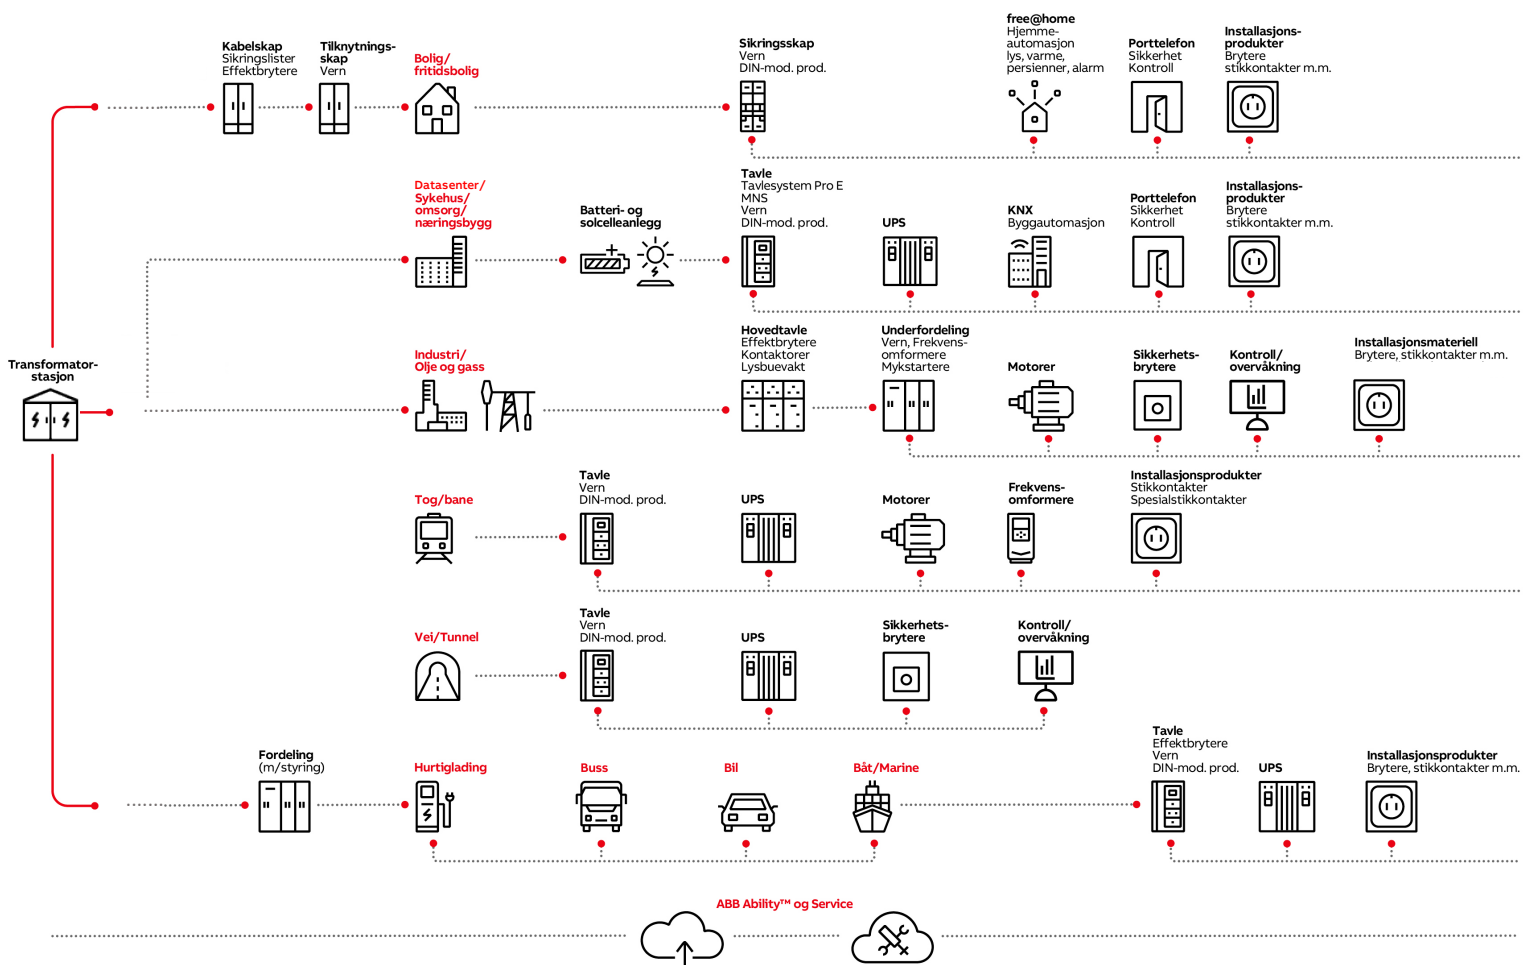 Kabelskap
Sikringslister
Effektbrytere
Tilknytnings-
skap
Vern
Bolig/
fritidsbolig
Sikringsskap
Vern
DIN-mod. prod.
free@home
Hjemme-
automasjon
lys, varme,
persienner, alarm
Porttelefon
Sikkerhet
Kontroll
Installasjons-
produkter
Brytere
stikkontakter m.m.
Datasenter/
Sykehus/
omsorg/
næringsbygg
Batteri- og
solcelleanlegg
Tavle
Tavlesystem Pro E
MNS
Vern
DIN-mod. prod.
UPS
KNX
Byggautomasjon
Porttelefon
Sikkerhet
Kontroll
Installasjons-
produkter
Brytere
stikkontakter m.m.
Transformator-
stasjon
Industri/
Olje og gass
Hovedtavle
Effektbrytere
Kontaktorer
Lysbuevakt
Underfordeling
Vern, Frekvens-
omformere
Mykstartere
Motorer
Sikkerhets-
brytere
Kontroll/
overvåkning
Installasjonsmateriell
Brytere, stikkontakter m.m.
Tog/bane
Tavle
Vern
DIN-mod. prod.
UPS
Motorer
Frekvens-
omformere
Installasjonsprodukter
Stikkontakter
Spesialstikkontakter
Vei/Tunnel
Tavle
Vern
DIN-mod. prod.
UPS
Sikkerhets-
brytere
Kontroll/
overvåkning
Fordeling
(m/styring)
Hurtiglading
Buss
Bil
Båt/Marine
Tavle
Effektbrytere
Vern
DIN-mod. prod.
UPS
Installasjonsprodukter
Brytere, stikkontakter m.m.
ABB Ability™ og Service